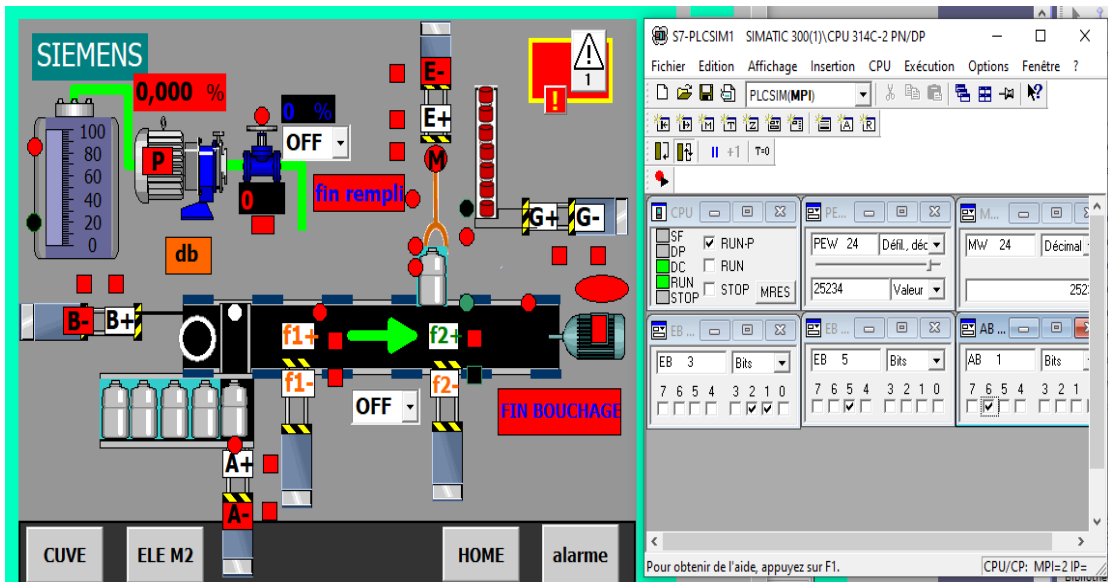 SIEMENS
0,000 %
100
80
60
40
20
0
P
0 %
OFF
0
fin rempli
db
E-
E+
M
1
!
G+ G-
B- B+
f1+
f2+
f1-
f2-
OFF
FIN BOUCHAGE
A+
A-
CUVE
ELE M2
HOME
alarme
S7-PLCSIM1 SIMATIC 300(1)\CPU 314C-2 PN/DP
Fichier Edition Affichage Insertion CPU Exécution Options Fenêtre ?
PLCSIM(MPI)
+1 T=0
CPU
SF
DP
DC
RUN
STOP
RUN-P
RUN
STOP MRES
PE...
PEW 24 Défil., déc
25234 Valeur
M...
MW 24 Décimal
252
EB ...
EB 3 Bits
7 6 5 4 3 2 1 0
EB ...
EB 5 Bits
7 6 5 4 3 2 1 0
AB ...
AB 1 Bits
7 6 5 4 3 2 1
Pour obtenir de l'aide, appuyez sur F1.
CPU/CP: MPI=2 IP=